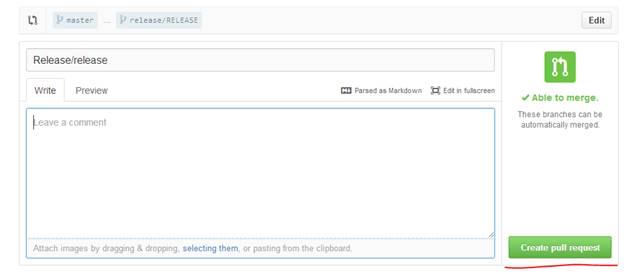 master ... release/RELEASE Edit
Release/release
Write Preview Parsed as Markdown Edit in fullscreen
Leave a comment
Able to merge.
These branches can be
automatically merged.
Attach images by dragging & dropping, selecting them, or pasting from the clipboard.
Create pull request